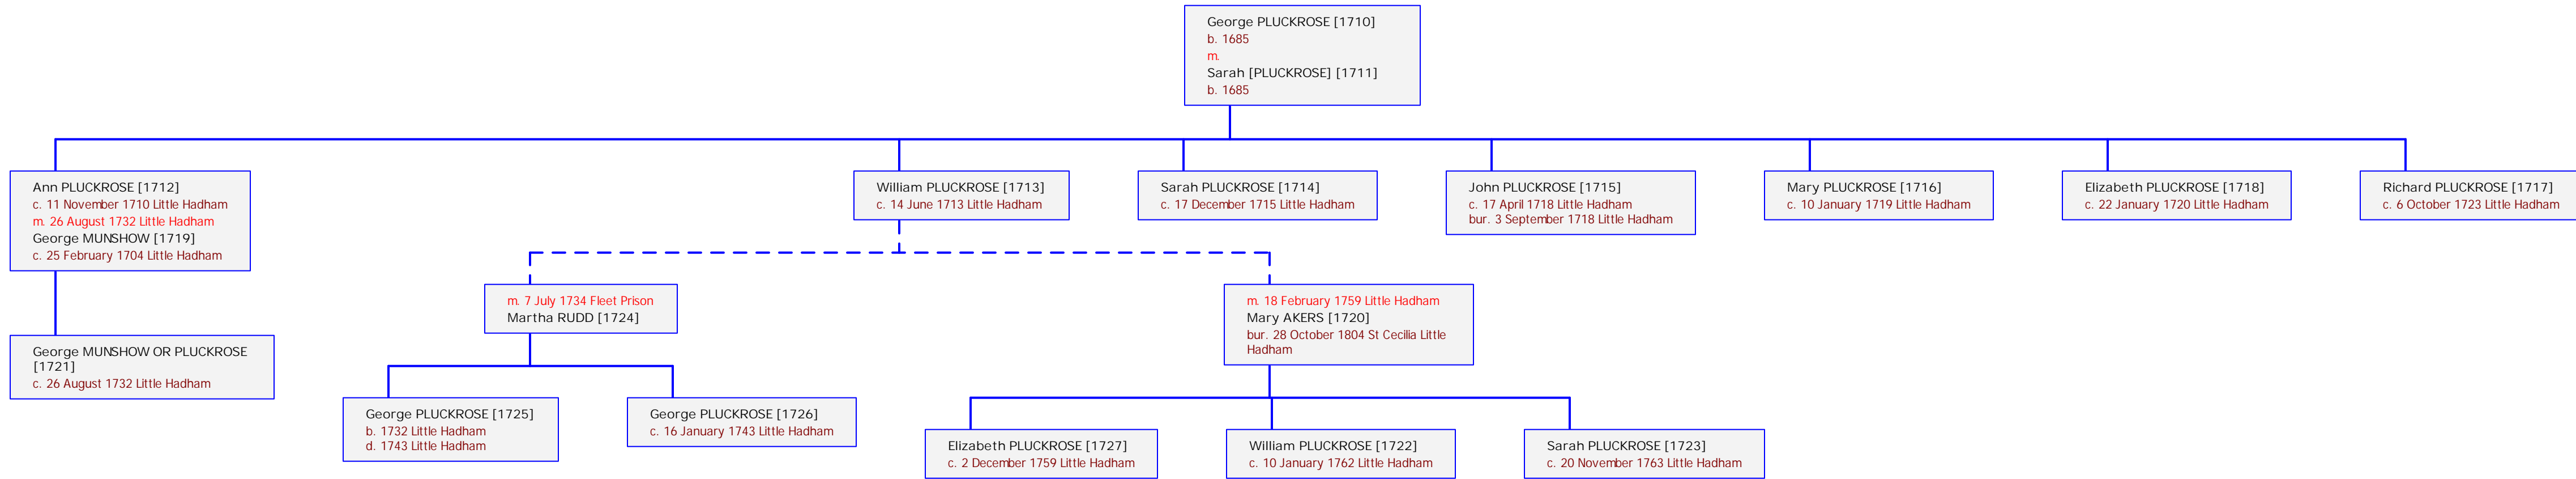 George PLUCKROSE [1710]
b. 1685
m.
Sarah [PLUCKROSE] [1711]
b. 1685
Ann PLUCKROSE [1712]
c. 11 November 1710 Little Hadham
m. 26 August 1732 Little Hadham
George MUNSHOW [1719]
c. 25 February 1704 Little Hadham
William PLUCKROSE [1713]
c. 14 June 1713 Little Hadham
Sarah PLUCKROSE [1714]
c. 17 December 1715 Little Hadham
John PLUCKROSE [1715]
c. 17 April 1718 Little Hadham
bur. 3 September 1718 Little Hadham
Mary PLUCKROSE [1716]
c. 10 January 1719 Little Hadham
Elizabeth PLUCKROSE [1718]
c. 22 January 1720 Little Hadham
Richard PLUCKROSE [1717]
c. 6 October 1723 Little Hadham
m. 7 July 1734 Fleet Prison
Martha RUDD [1724]
m. 18 February 1759 Little Hadham
Mary AKERS [1720]
bur. 28 October 1804 St Cecilia Little
Hadham
George MUNSHOW OR PLUCKROSE
[1721]
c. 26 August 1732 Little Hadham
George PLUCKROSE [1725]
b. 1732 Little Hadham
d. 1743 Little Hadham
George PLUCKROSE [1726]
c. 16 January 1743 Little Hadham
Elizabeth PLUCKROSE [1727]
c. 2 December 1759 Little Hadham
William PLUCKROSE [1722]
c. 10 January 1762 Little Hadham
Sarah PLUCKROSE [1723]
c. 20 November 1763 Little Hadham